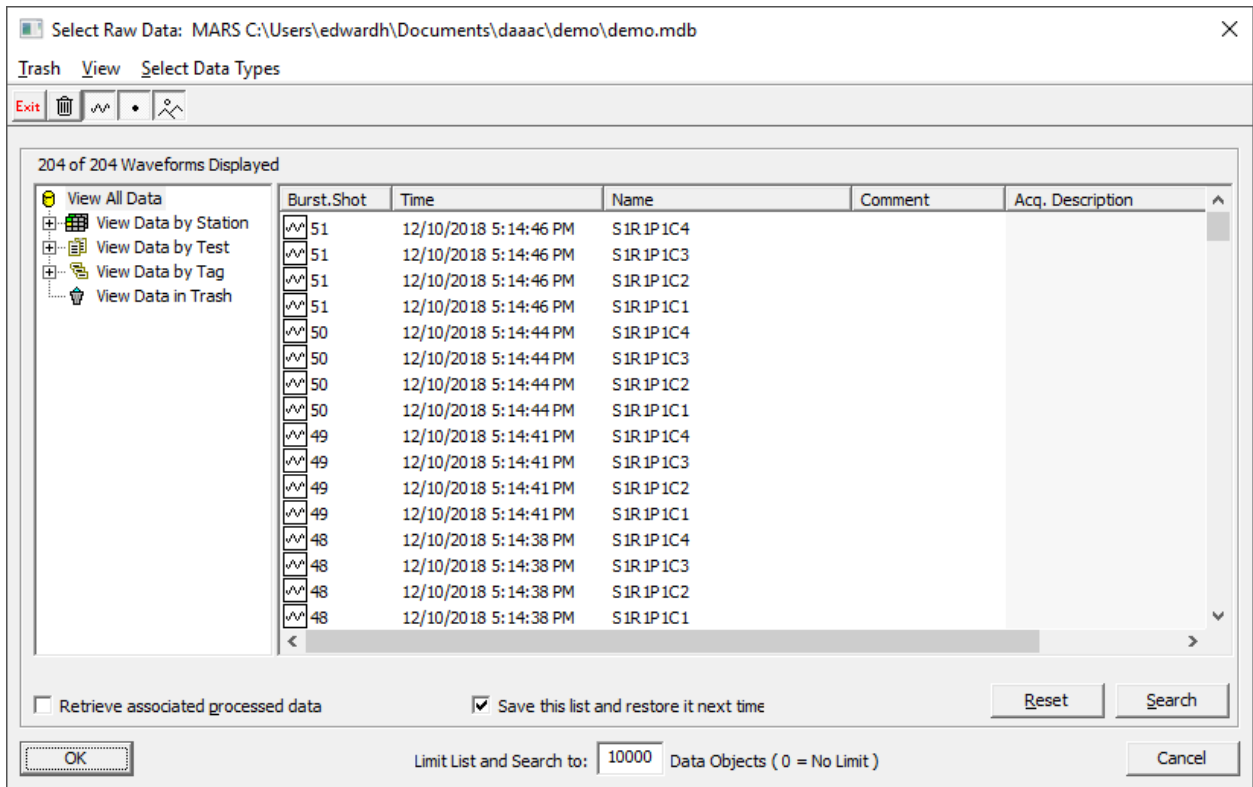 Select Raw Data: MARS C:\Users\edwardh\Documents\daaac\demo\demo.mdb
Trash View Select Data Types
Exit
204 of 204 Waveforms Displayed
View All Data
View Data by Station
View Data by Test
View Data by Tag
View Data in Trash
Burst.Shot Time Name Comment Acq. Description
51 12/10/2018 5:14:46 PM S1R1P1C4
51 12/10/2018 5:14:46 PM S1R1P1C3
51 12/10/2018 5:14:46 PM S1R1P1C2
51 12/10/2018 5:14:46 PM S1R1P1C1
50 12/10/2018 5:14:44 PM S1R1P1C4
50 12/10/2018 5:14:44 PM S1R1P1C3
50 12/10/2018 5:14:44 PM S1R1P1C2
50 12/10/2018 5:14:44 PM S1R1P1C1
49 12/10/2018 5:14:41 PM S1R1P1C4
49 12/10/2018 5:14:41 PM S1R1P1C3
49 12/10/2018 5:14:41 PM S1R1P1C2
49 12/10/2018 5:14:41 PM S1R1P1C1
48 12/10/2018 5:14:38 PM S1R1P1C4
48 12/10/2018 5:14:38 PM S1R1P1C3
48 12/10/2018 5:14:38 PM S1R1P1C2
48 12/10/2018 5:14:38 PM S1R1P1C1
Retrieve associated processed data Save this list and restore it next time Reset Search
OK Limit List and Search to: 10000 Data Objects ( 0 = No Limit ) Cancel